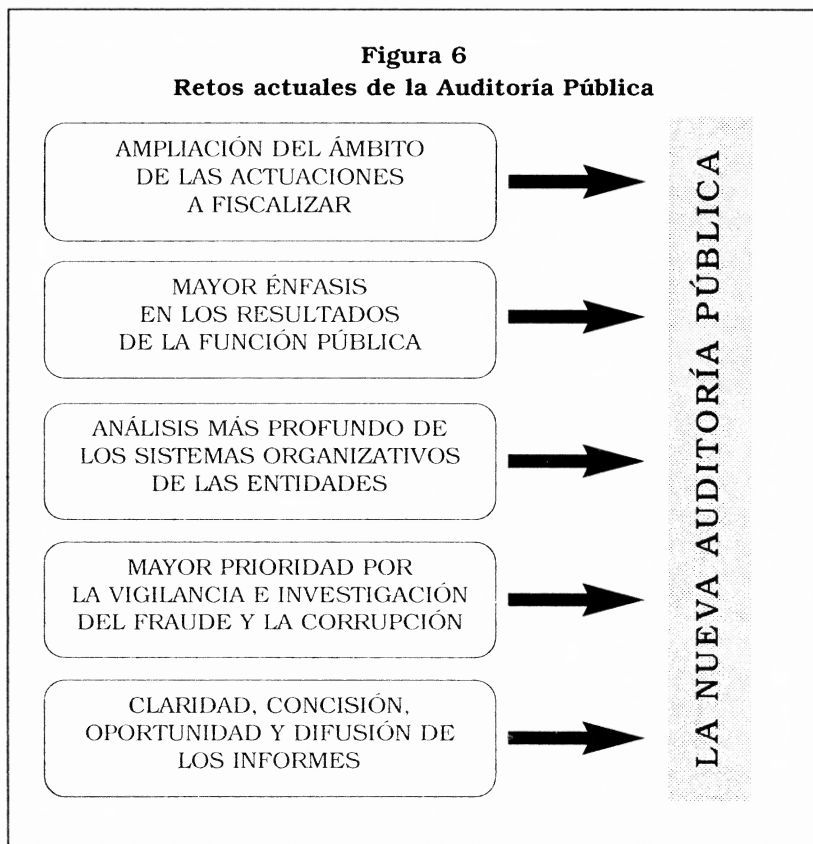 Figura 6
Retos actuales de la Auditoría Pública
AMPLIACIÓN DEL ÁMBITO
DE LAS ACTUACIONES
A FISCALIZAR
MAYOR ÉNFASIS
EN LOS RESULTADOS
DE LA FUNCIÓN PÚBLICA
ANÁLISIS MÁS PROFUNDO DE
LOS SISTEMAS ORGANIZATIVOS
DE LAS ENTIDADES
MAYOR PRIORIDAD POR
LA VIGILANCIA E INVESTIGACIÓN
DEL FRAUDE Y LA CORRUPCIÓN
CLARIDAD, CONCISIÓN,
OPORTUNIDAD Y DIFUSIÓN DE
LOS INFORMES
LA NUEVA AUDITORÍA PÚBLICA